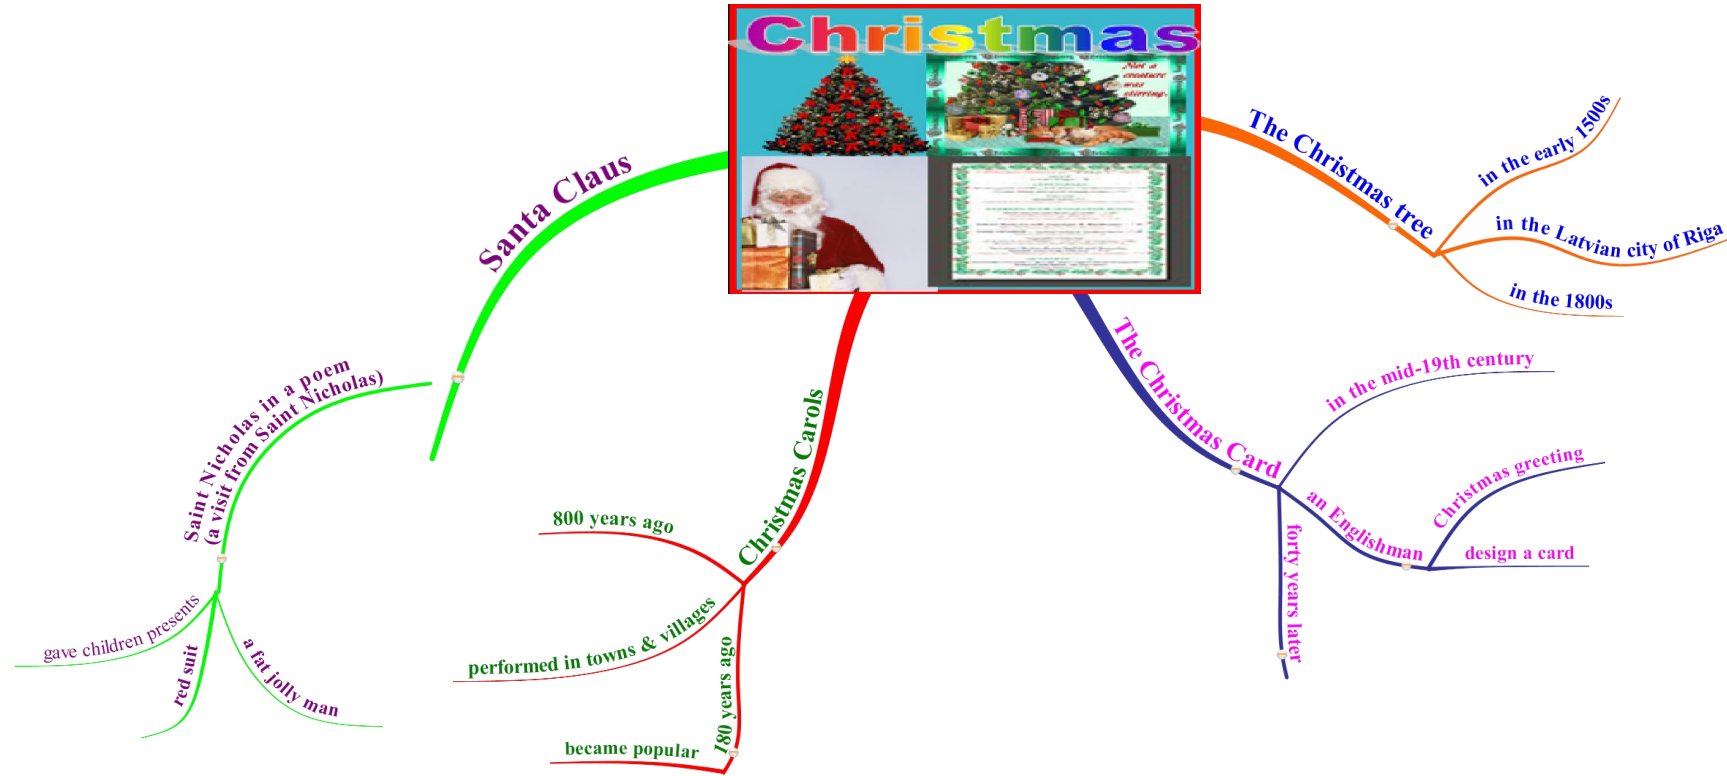 Christmas
Not a
creature
was
stirring.
Santa Claus
Saint Nicholas in a poem
(a visit from Saint Nicholas)
gave children presents
red suit
a fat jolly man
Christmas Carols
800 years ago
performed in towns & villages
180 years ago
became popular
The Christmas tree
in the early 1500s
in the Latvian city of Riga
in the 1800s
The Christmas Card
in the mid-19th century
an Englishman
Christmas greeting
design a card
forty years later